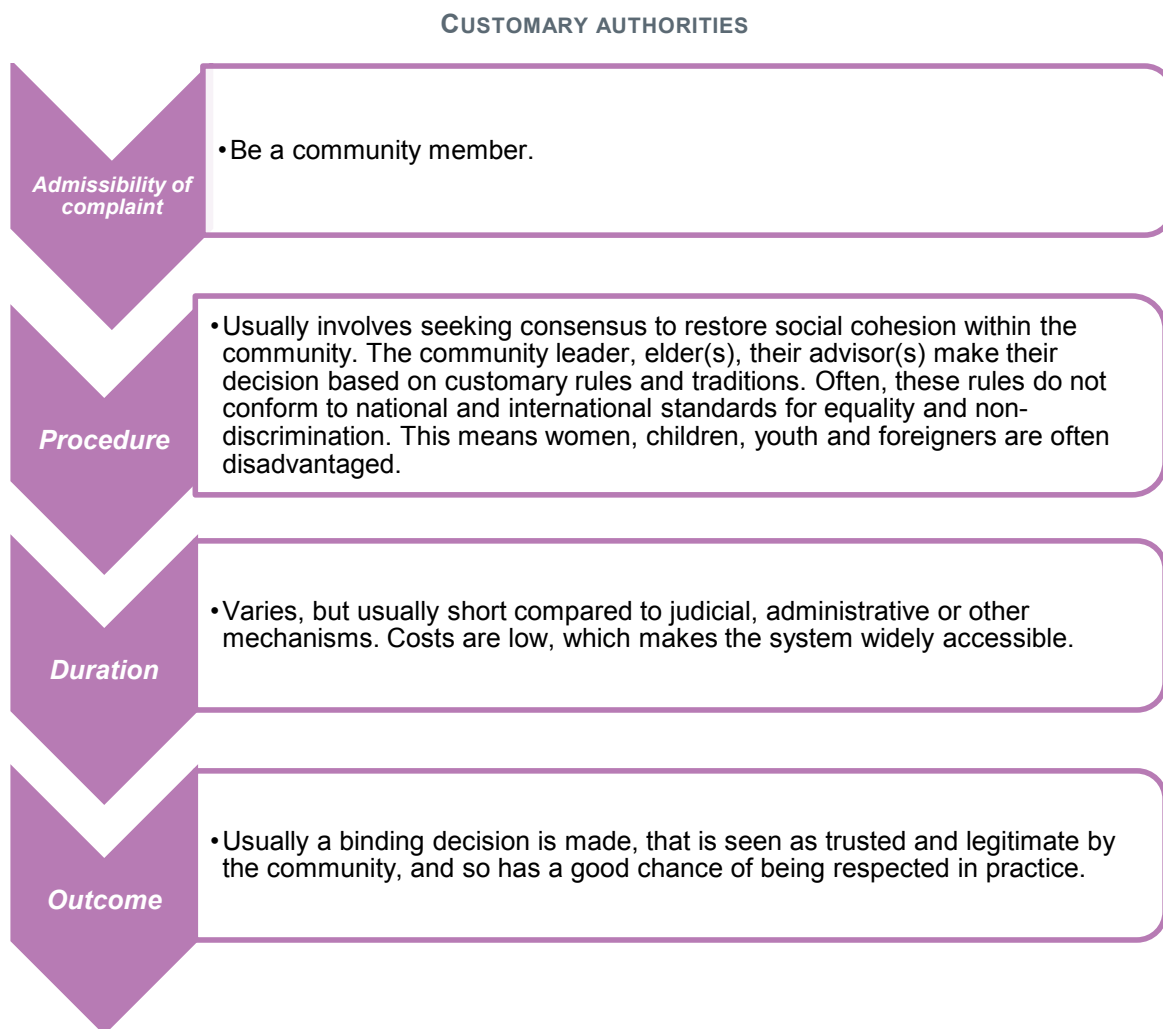 CUSTOMARY AUTHORITIES
Admissibility of
complaint
•Be a community member.
Procedure
•Usually involves seeking consensus to restore social cohesion within the
community. The community leader, elder(s), their advisor(s) make their
decision based on customary rules and traditions. Often, these rules do not
conform to national and international standards for equality and non-
discrimination. This means women, children, youth and foreigners are often
disadvantaged.
Duration
•Varies, but usually short compared to judicial, administrative or other
mechanisms. Costs are low, which makes the system widely accessible.
Outcome
•Usually a binding decision is made, that is seen as trusted and legitimate by
the community, and so has a good chance of being respected in practice.